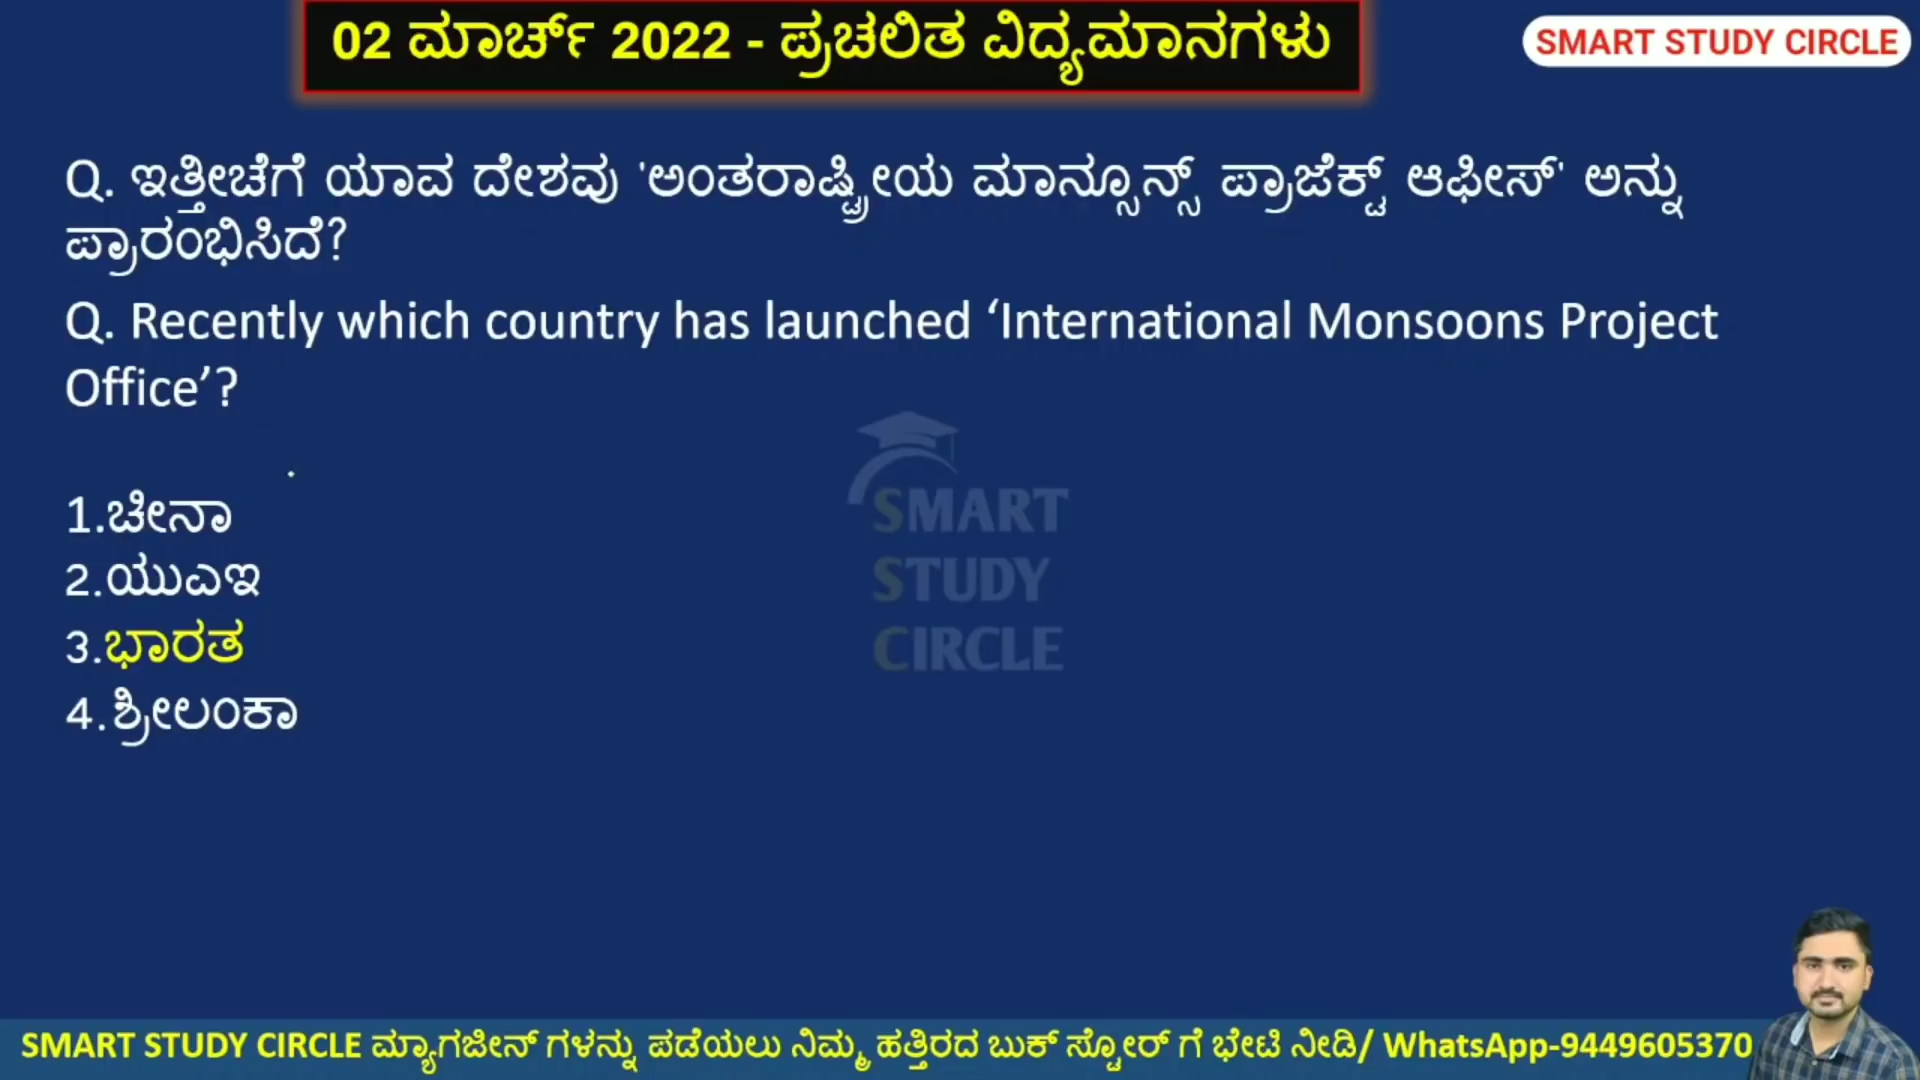 02 ಮಾರ್ಚ್ 2022 - ಪ್ರಚಲಿತ ವಿದ್ಯಮಾನಗಳು
SMART STUDY CIRCLE
Q. ಇತ್ತೀಚೆಗೆ ಯಾವ ದೇಶವು 'ಅಂತರಾಷ್ಟ್ರೀಯ ಮಾನ್ಸೂನ್ಸ್ ಪ್ರಾಜೆಕ್ಟ್ ಆಫೀಸ್' ಅನ್ನು
ಪ್ರಾರಂಭಿಸಿದೆ?
Q. Recently which country has launched ‘International Monsoons Project
Office’?
1.ಚೀನಾ
2.ಯುಎಇ
3.ಭಾರತ
4.ಶ್ರೀಲಂಕಾ
SMART
STUDY
CIRCLE
SMART STUDY CIRCLE ಮ್ಯಾಗಜೀನ್ ಗಳನ್ನು ಪಡೆಯಲು ನಿಮ್ಮ ಹತ್ತಿರದ ಬುಕ್ ಸ್ಟೋರ್ ಗೆ ಭೇಟಿ ನೀಡಿ/ WhatsApp-9449605370